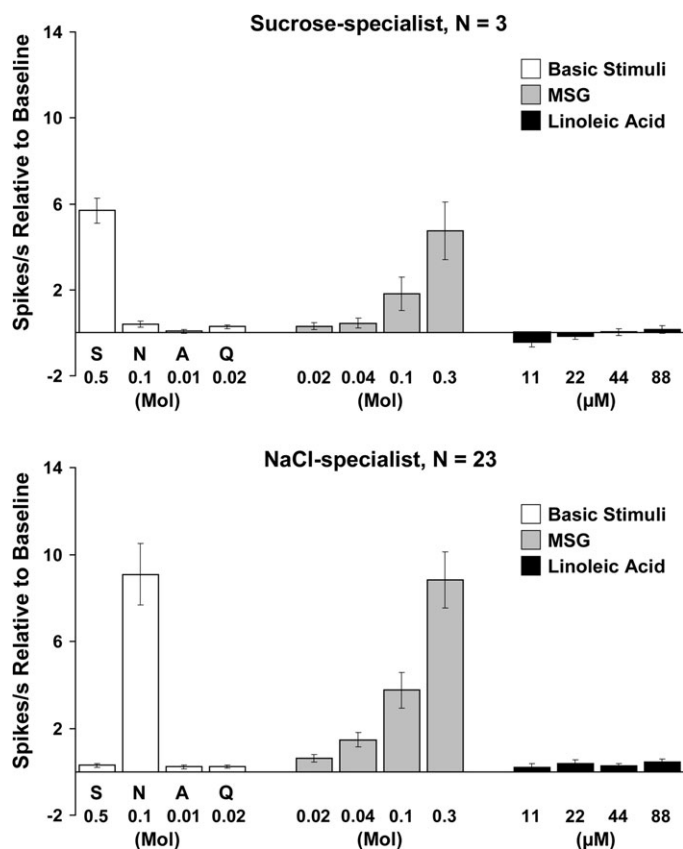 Sucrose-specialist, N = 3
Spikes/s Relative to Baseline
14
10
6
2
-2
Basic Stimuli
MSG
Linoleic Acid
S N A Q
0.5 0.1 0.01 0.02 0.02 0.04 0.1 0.3 11 22 44 88
(Mol) (Mol) (µM)
NaCl-specialist, N = 23
Spikes/s Relative to Baseline
14
10
6
2
-2
Basic Stimuli
MSG
Linoleic Acid
S N A Q
0.5 0.1 0.01 0.02 0.02 0.04 0.1 0.3 11 22 44 88
(Mol) (Mol) (µM)